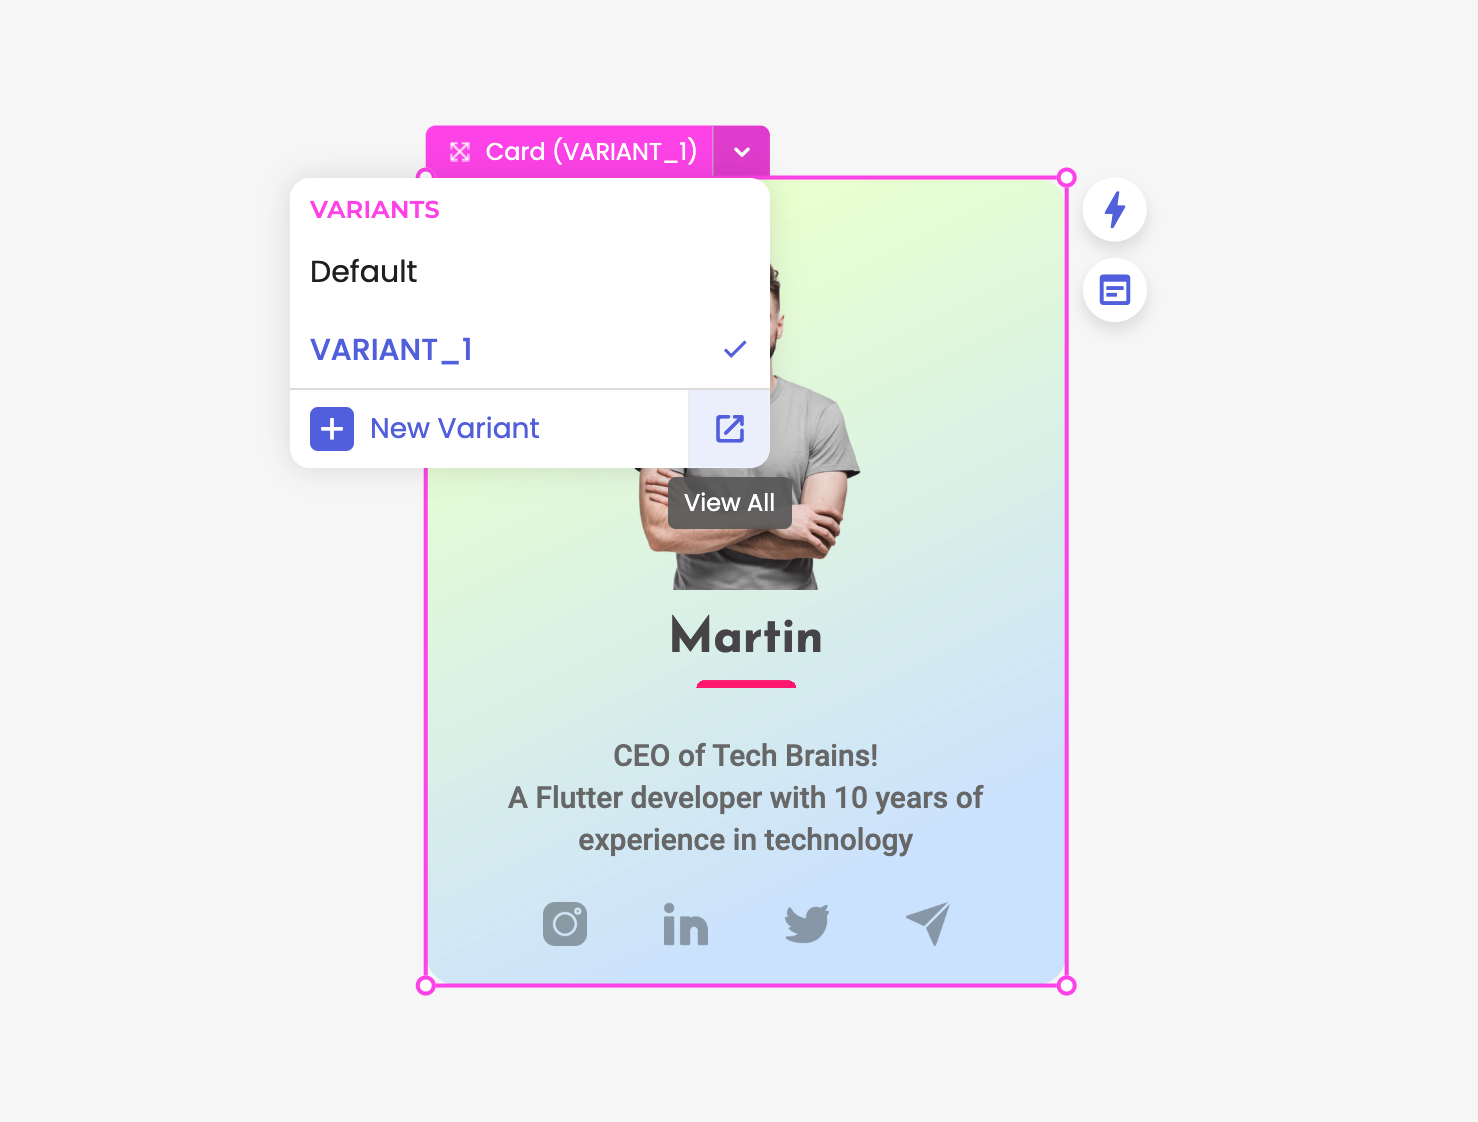 Card (VARIANT_1)
VARIANTS
Default
VARIANT_1
New Variant
View All
Martin
CEO of Tech Brains!
A Flutter developer with 10 years of
experience in technology
in